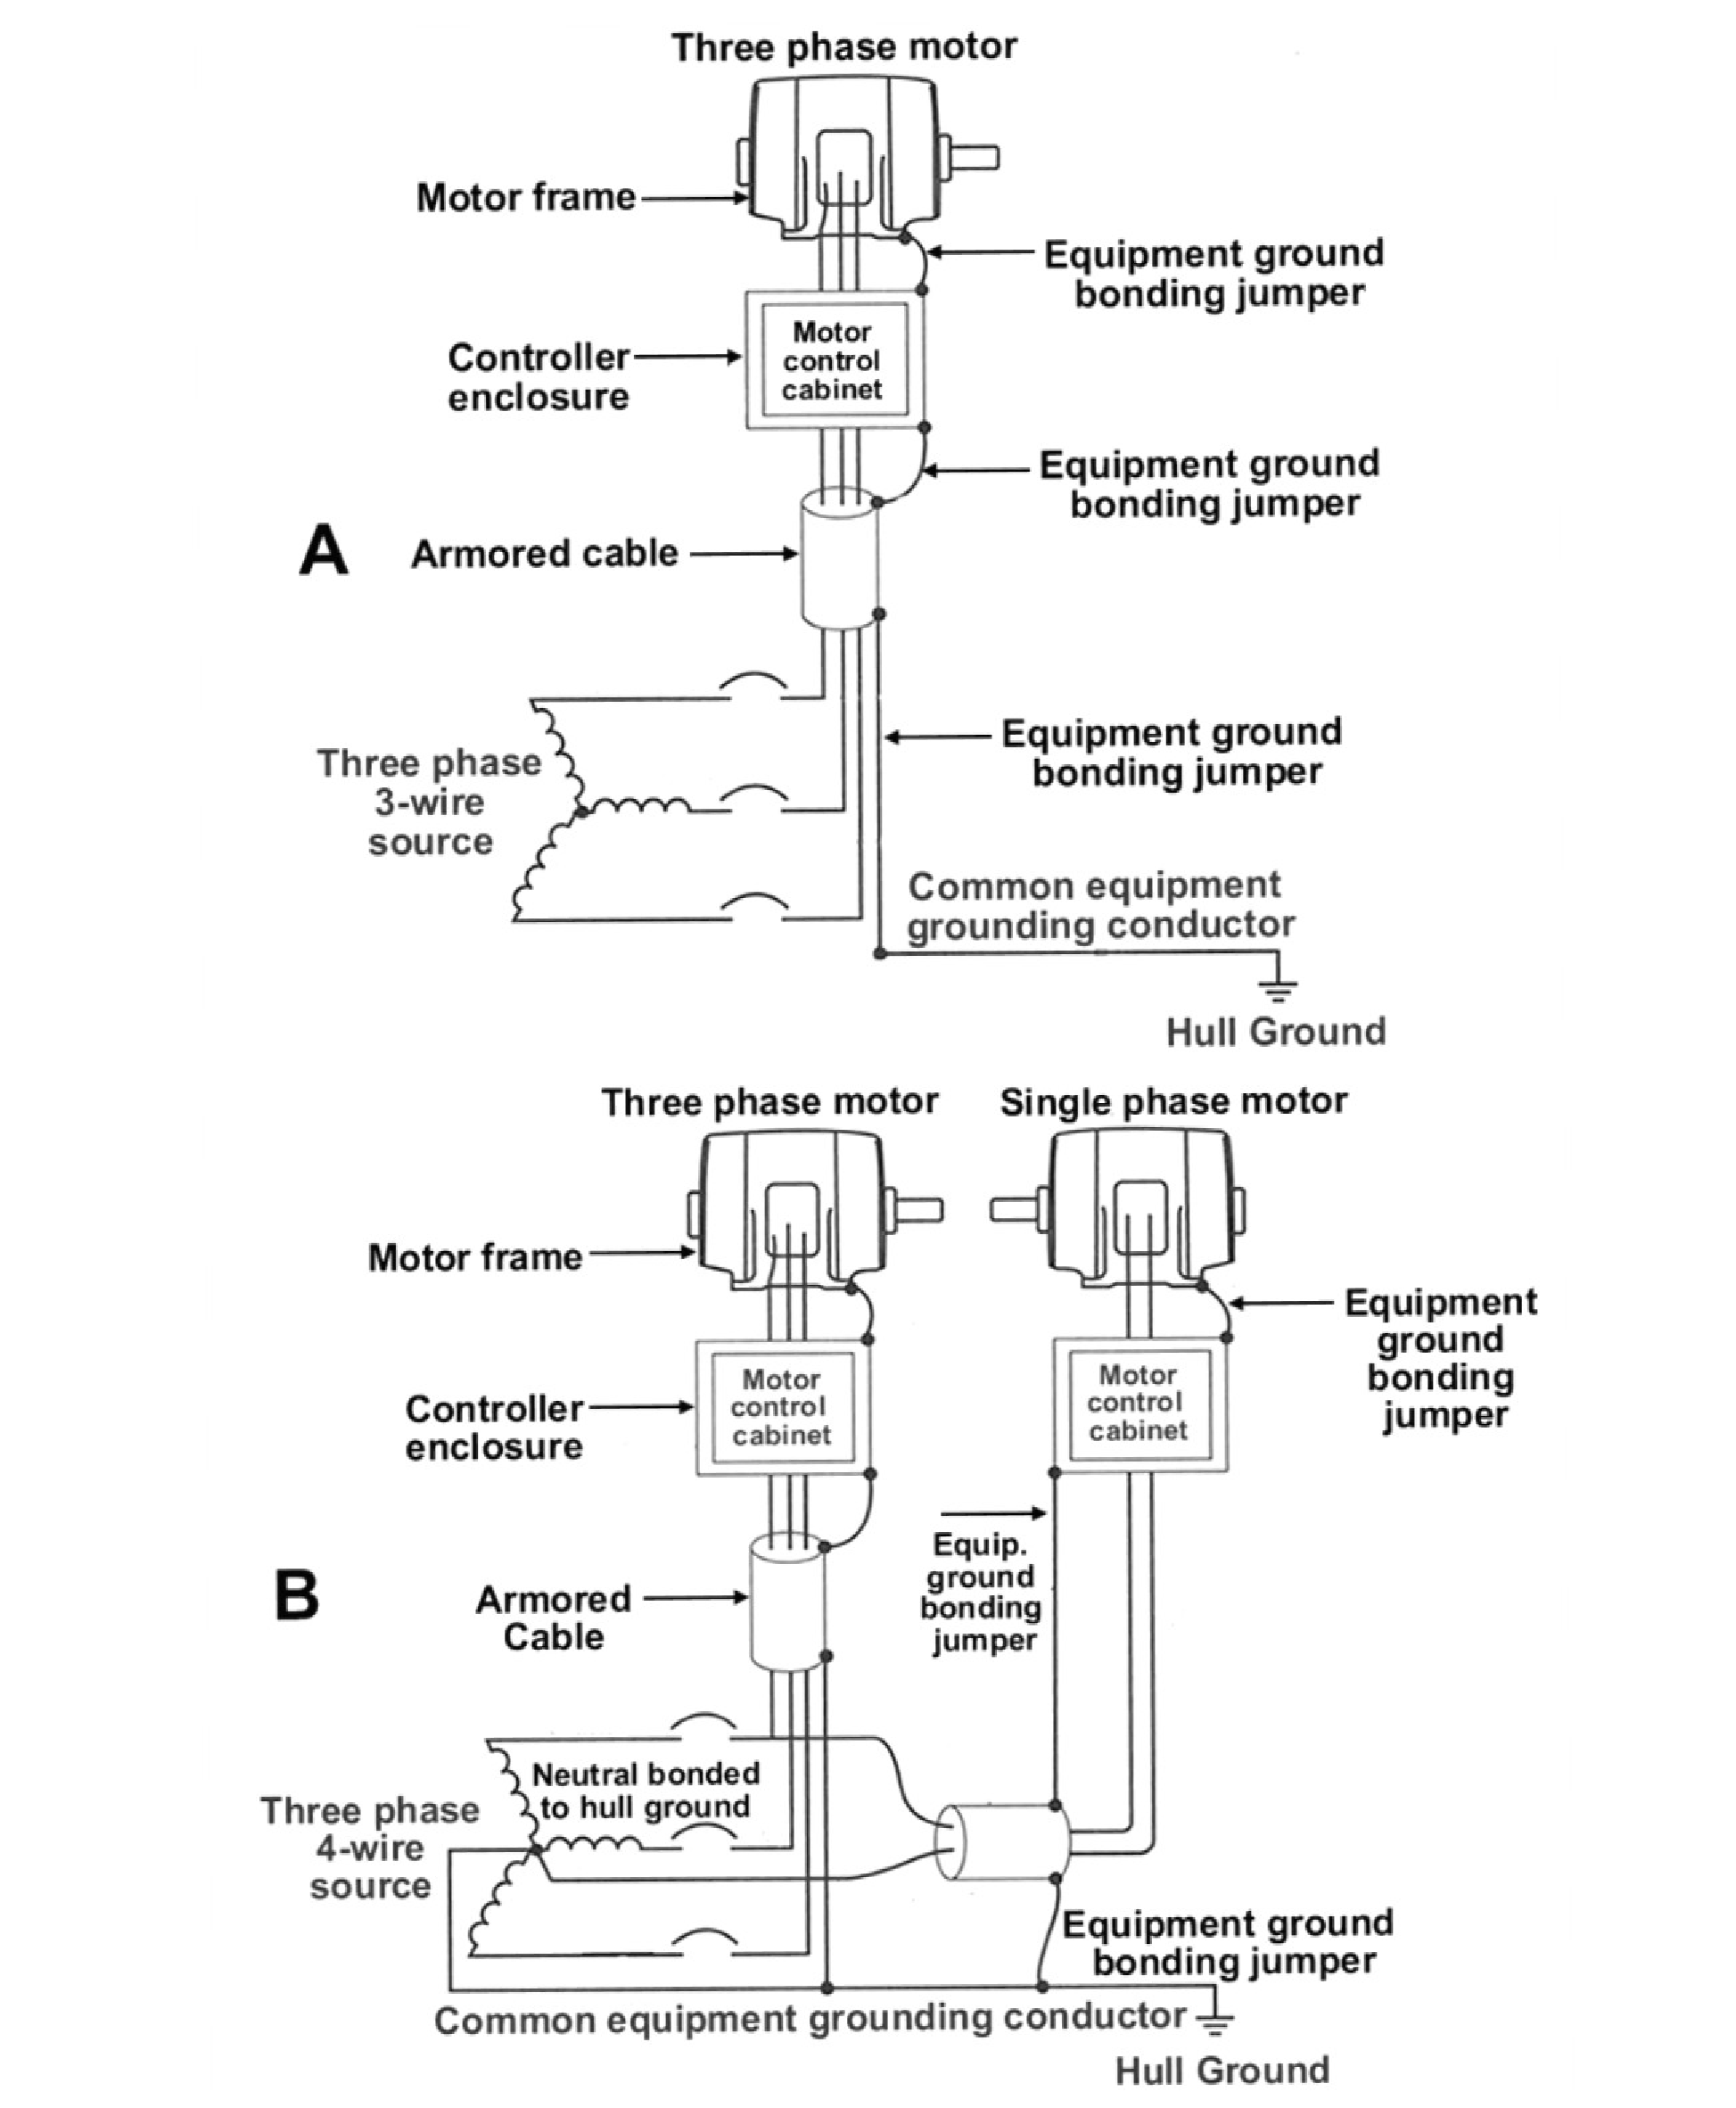 Three phase motor
Motor frame
Equipment ground
bonding jumper
Motor
control
cabinet
Controller
enclosure
Equipment ground
bonding jumper
A
Armored cable
Equipment ground
bonding jumper
Three phase
3-wire
source
Common equipment
grounding conductor
Hull Ground
Three phase motor
Single phase motor
Motor frame
Equipment
ground
bonding
jumper
Motor
control
cabinet
Motor
control
cabinet
Controller
enclosure
Equip.
ground
bonding
jumper
B
Armored
Cable
Neutral bonded
to hull ground
Three phase
4-wire
source
Equipment ground
bonding jumper
Common equipment grounding conductor
Hull Ground